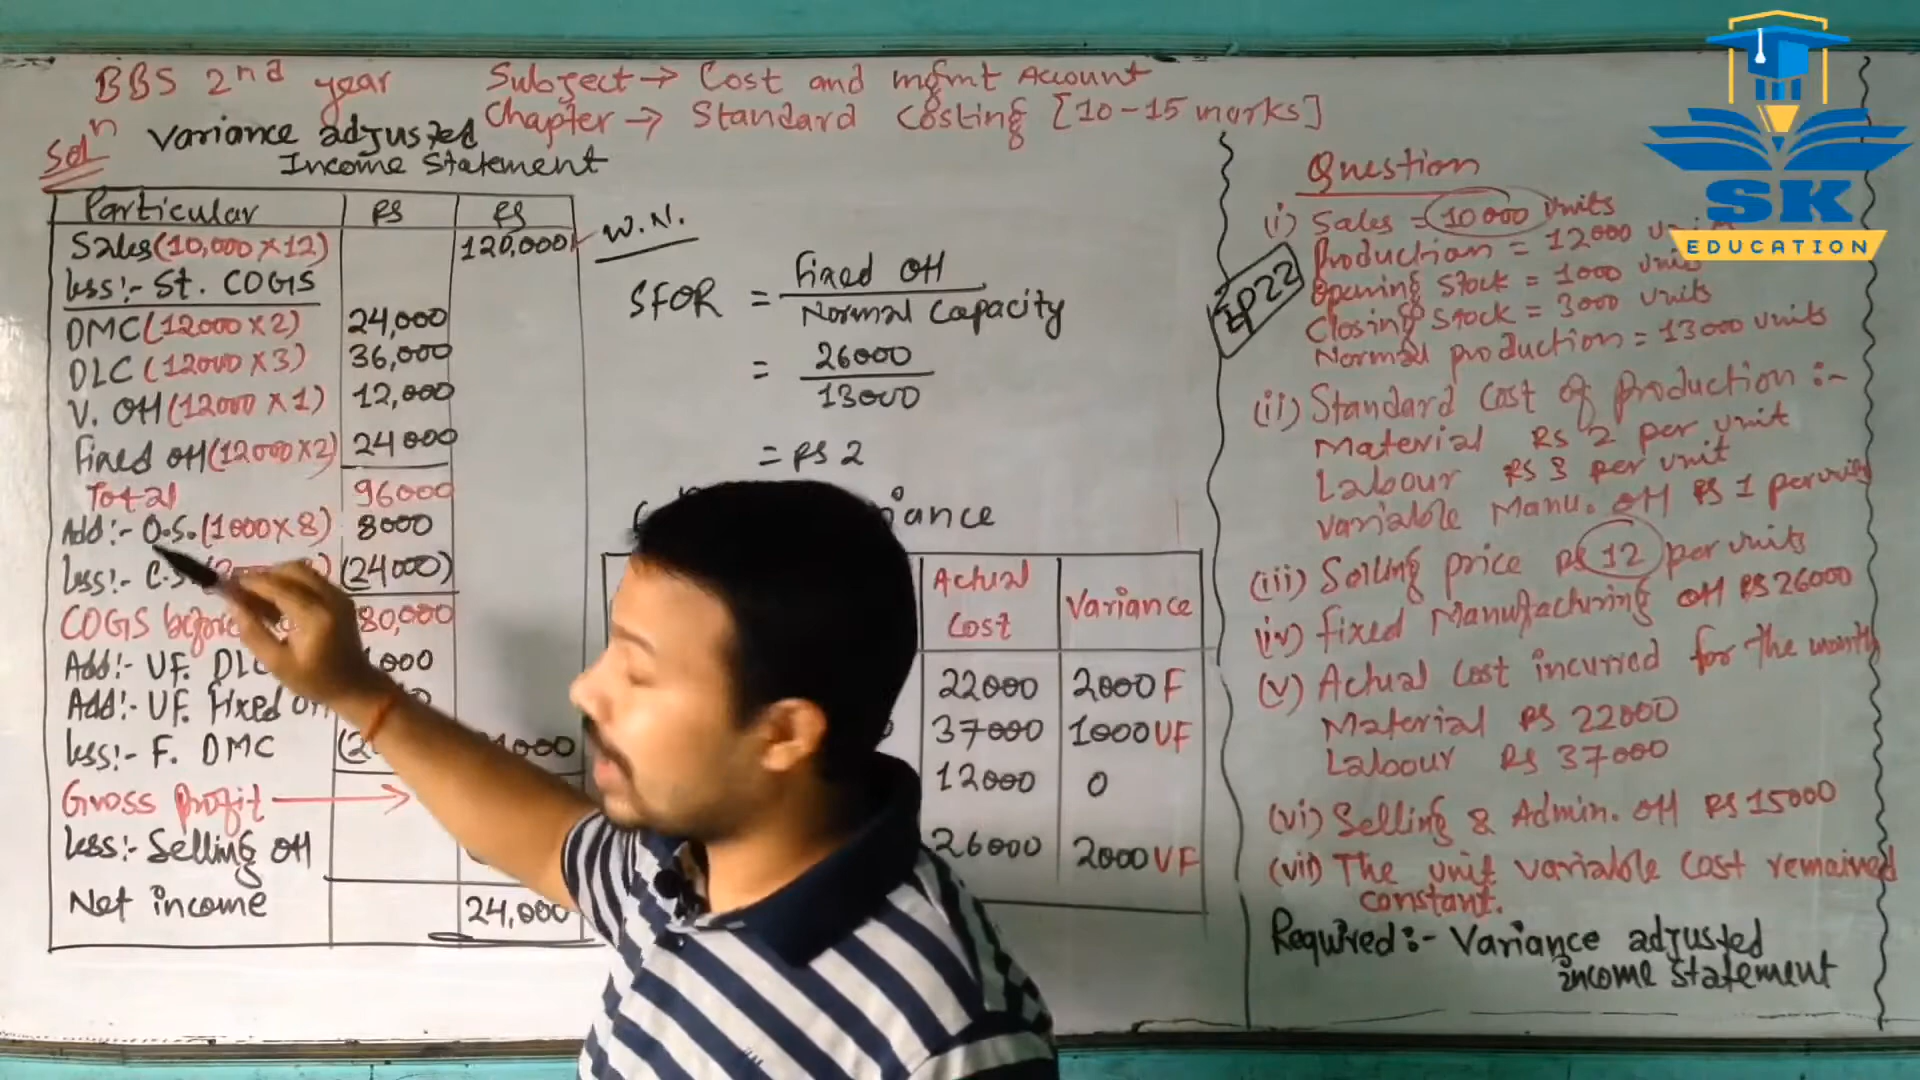 BBS 2nd year Subject → Cost and mgmt Account
Chapter → Standard Costing [10-15 marks]
Soln Variance adjusted
Income Statement
Particular Rs Rs
Sales (10,000×12) 120,000
less:- St. COGS
DMC (12000×2) 24,000
DLC (12000×3) 36,000
V. OH (12000×1) 12,000
Fixed OH (12000×2) 24000
Total 96000
Add:- O.S. (1000×8) 8000
less:- C.S. (24000)
COGS 80,000
Add:- UF. DLC 000
Add:- UF. Fixed OH
less:- F. DMC 000
Gross profit →
less:- Selling OH
Net income 24,000
W.N.
SFOR = Fixed OH
Normal Capacity
= 26000
13000
= Rs 2
iance
Actual Cost Variance
22000 2000 F
37000 1000 UF
12000 0
26000 2000 UF
EP22
Question
(i) Sales = 10000 Units
Production = 12000
Opening Stock = 1000 Units
Closing Stock = 3000 Units
Normal production = 13000 units
(ii) Standard Cost of production :-
Material Rs 2 per unit
Labour Rs 3 per unit
Variable Manu. OH Rs 1 per unit
(iii) Selling price Rs 12 per units
(iv) Fixed Manufacturing OH Rs 26000
(v) Actual Cost incurred for the month
Material Rs 22000
Labour Rs 37000
(vi) Selling & Admin. OH Rs 15000
(vii) The unit variable Cost remained
constant.
Required:- Variance adjusted
income Statement
SK
EDUCATION